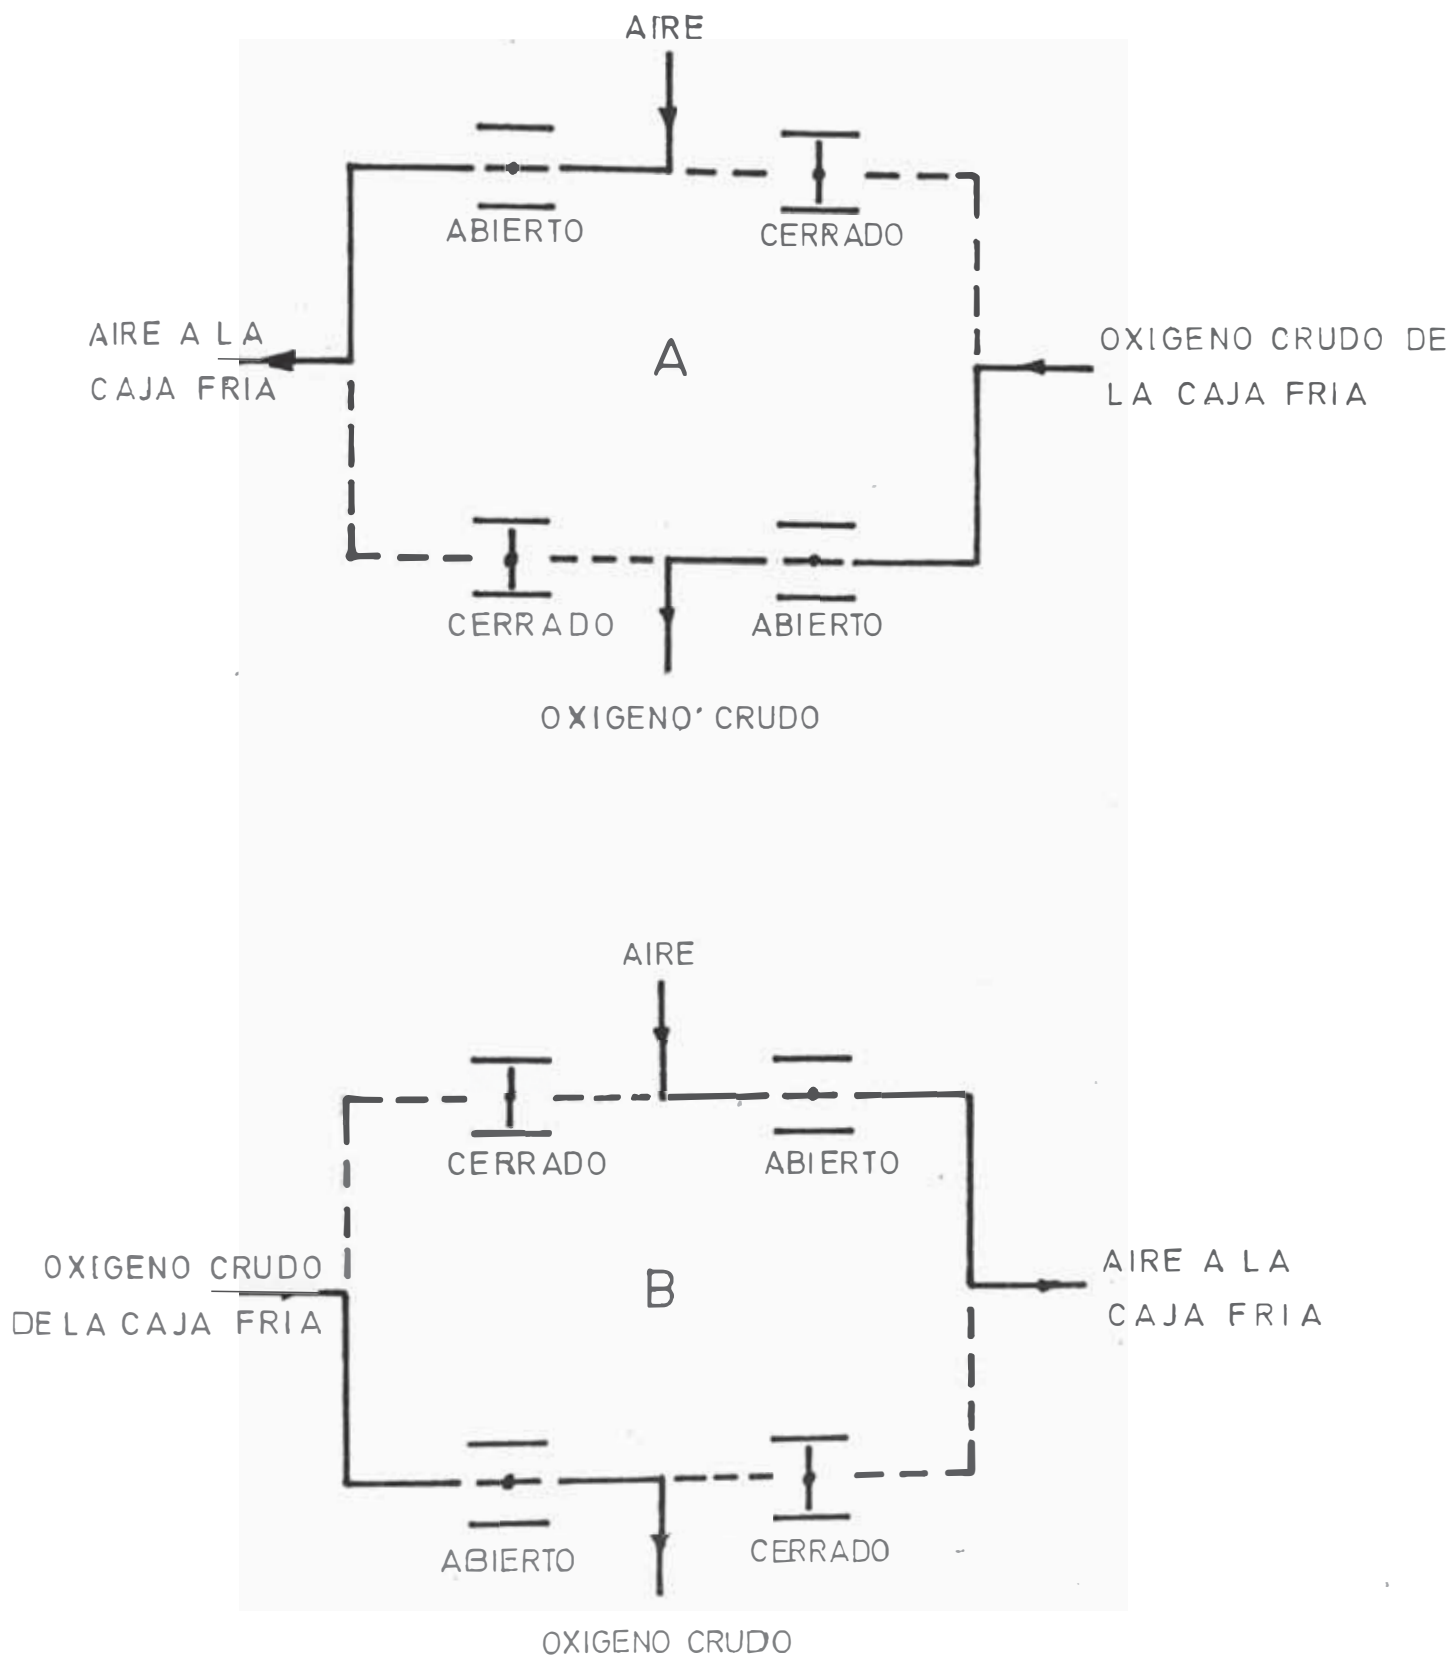 AIRE
ABIERTO
CERRADO
AIRE A LA
CAJA FRIA
A
OXIGENO CRUDO DE
LA CAJA FRIA
CERRADO
ABIERTO
OXIGENO CRUDO
AIRE
CERRADO
ABIERTO
OXIGENO CRUDO
DE LA CAJA FRIA
B
AIRE A LA
CAJA FRIA
ABIERTO
CERRADO
OXIGENO CRUDO